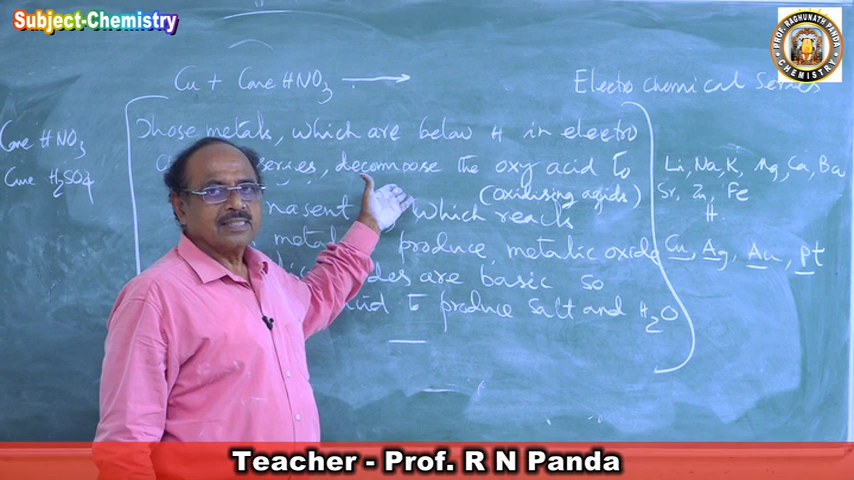 Subject-Chemistry
PROF. RAGHUNATH PANDA
CHEMISTRY
Cu + Conc HNO3 →
Electro chemical Series
Conc HNO3
Conc H2SO4
Those metals, which are below H in electro
series, decompose the oxy acid to
(oxidising acids)
nasent which reacts
metal produce, metalic oxide
are basic so
acid to produce salt and H2O
Li, Na, K, Mg, Ca, Ba
Sr, Zn, Fe
H.
Cu, Ag, Au, Pt
Teacher - Prof. R N Panda